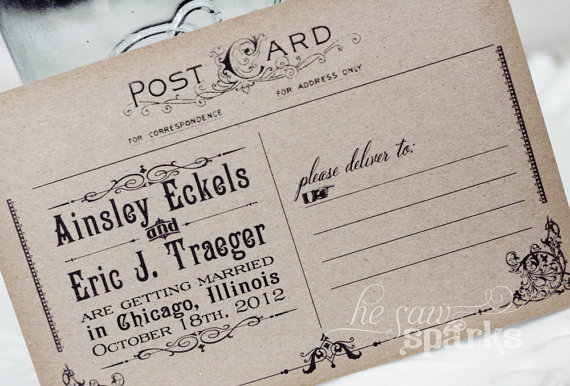 Post Card
FOR CORRESPONDENCE
FOR ADDRESS ONLY
Ainsley Eckels
and
Eric J. Traeger
ARE GETTING MARRIED
in Chicago, Illinois
OCTOBER 18TH, 2012
please deliver to:
he saw
sparks